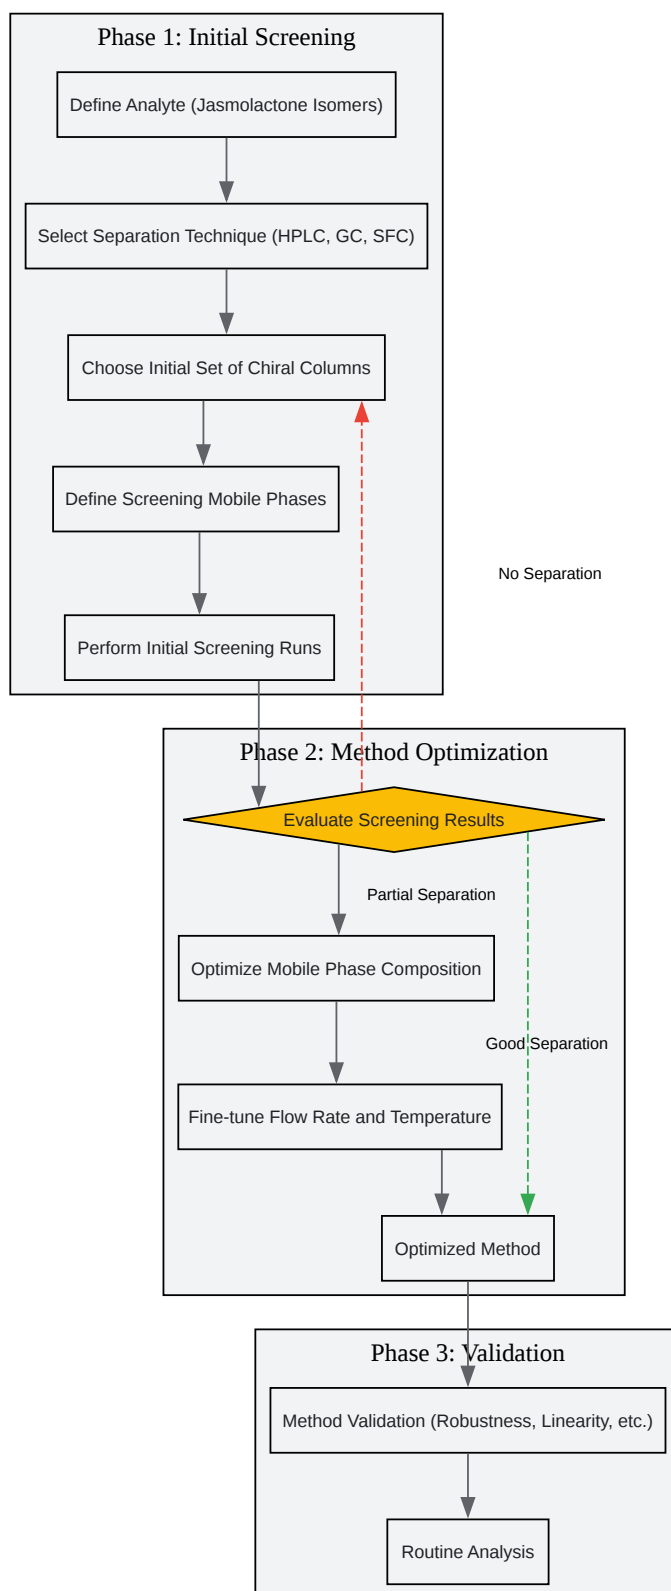 Phase 1: Initial Screening
Define Analyte (Jasmolactone Isomers)
Select Separation Technique (HPLC, GC, SFC)
Choose Initial Set of Chiral Columns
Define Screening Mobile Phases
No Separation
Perform Initial Screening Runs
Phase 2: Method Optimization
Evaluate Screening Results
Partial Separation
Optimize Mobile Phase Composition
Good Separation
Fine-tune Flow Rate and Temperature
Optimized Method
Phase 3: Validation
Method Validation (Robustness, Linearity, etc.)
Routine Analysis